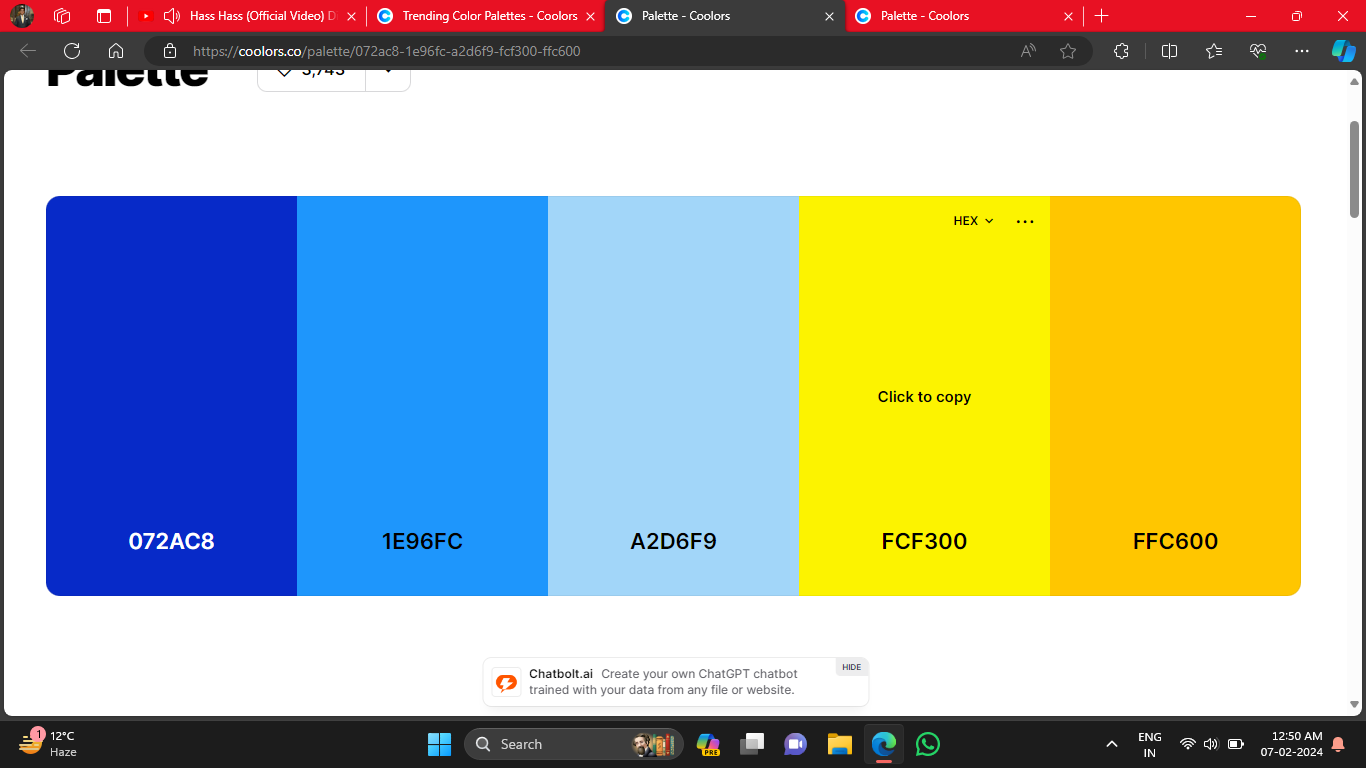 Hass Hass (Official Video) D
Trending Color Palettes - Coolors
Palette - Coolors
Palette - Coolors
https://coolors.co/palette/072ac8-1e96fc-a2d6f9-fcf300-ffc600
Palette
3,743
HEX
Click to copy
072AC8
1E96FC
A2D6F9
FCF300
FFC600
Chatbolt.ai Create your own ChatGPT chatbot
trained with your data from any file or website.
HIDE
1
12°C
Haze
Search
PRE
ENG
IN
12:50 AM
07-02-2024